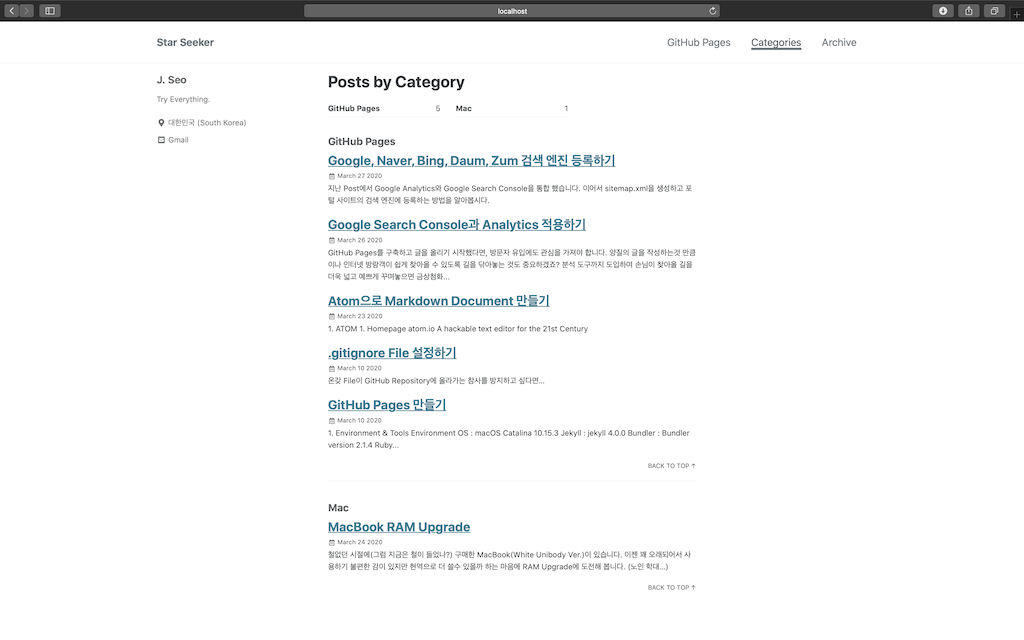 localhost
Star Seeker
GitHub Pages
Categories
Archive
J. Seo
Try Everything.
대한민국 (South Korea)
Gmail
Posts by Category
GitHub Pages 5
Mac 1
GitHub Pages
Google, Naver, Bing, Daum, Zum 검색 엔진 등록하기
March 27 2020
지난 Post에서 Google Analytics와 Google Search Console을 통합 했습니다. 이어서 sitemap.xml을 생성하고 포
털 사이트의 검색 엔진에 등록하는 방법을 알아봅시다.
Google Search Console과 Analytics 적용하기
March 26 2020
GitHub Pages를 구축하고 글을 올리기 시작했다면, 방문자 유입에도 관심을 가져야 합니다. 양질의 글을 작성하는것 만큼
이나 인터넷 방랑객이 쉽게 찾아올 수 있도록 길을 닦아놓는 것도 중요하겠죠? 분석 도구까지 도입하여 손님이 찾아올 길을
더욱 넓고 예쁘게 꾸며놓으면 금상첨화...
Atom으로 Markdown Document 만들기
March 23 2020
1. ATOM 1. Homepage atom.io A hackable text editor for the 21st Century
.gitignore File 설정하기
March 10 2020
온갖 File이 GitHub Repository에 올라가는 참사를 방지하고 싶다면...
GitHub Pages 만들기
March 10 2020
1. Environment & Tools Environment OS : macOS Catalina 10.15.3 Jekyll : jekyll 4.0.0 Bundler : Bundler
version 2.1.4 Ruby...
BACK TO TOP ↑
Mac
MacBook RAM Upgrade
March 24 2020
철없던 시절에(그럼 지금은 철이 들었나?) 구매한 MacBook(White Unibody Ver.)이 있습니다. 이젠 꽤 오래되어서 사
용하기 불편한 감이 있지만 현역으로 더 쓸수 있을까 하는 마음에 RAM Upgrade에 도전해 봅니다. (노인 학대...)
BACK TO TOP ↑